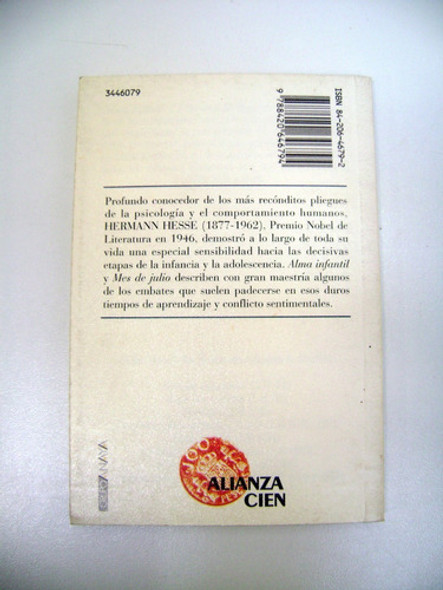 3446079
ISBN 84-206-4679-2
9 788420 646794
Profundo conocedor de los más recónditos pliegues
de la psicología y el comportamiento humanos,
HERMANN HESSE (1877-1962), Premio Nobel de
Literatura en 1946, demostró a lo largo de toda su
vida una especial sensibilidad hacia las decisivas
etapas de la infancia y la adolescencia. Alma infantil
y Mes de julio describen con gran maestría algunos
de los embates que suelen padecerse en esos duros
tiempos de aprendizaje y conflicto sentimentales.
ALIANZA
CIEN